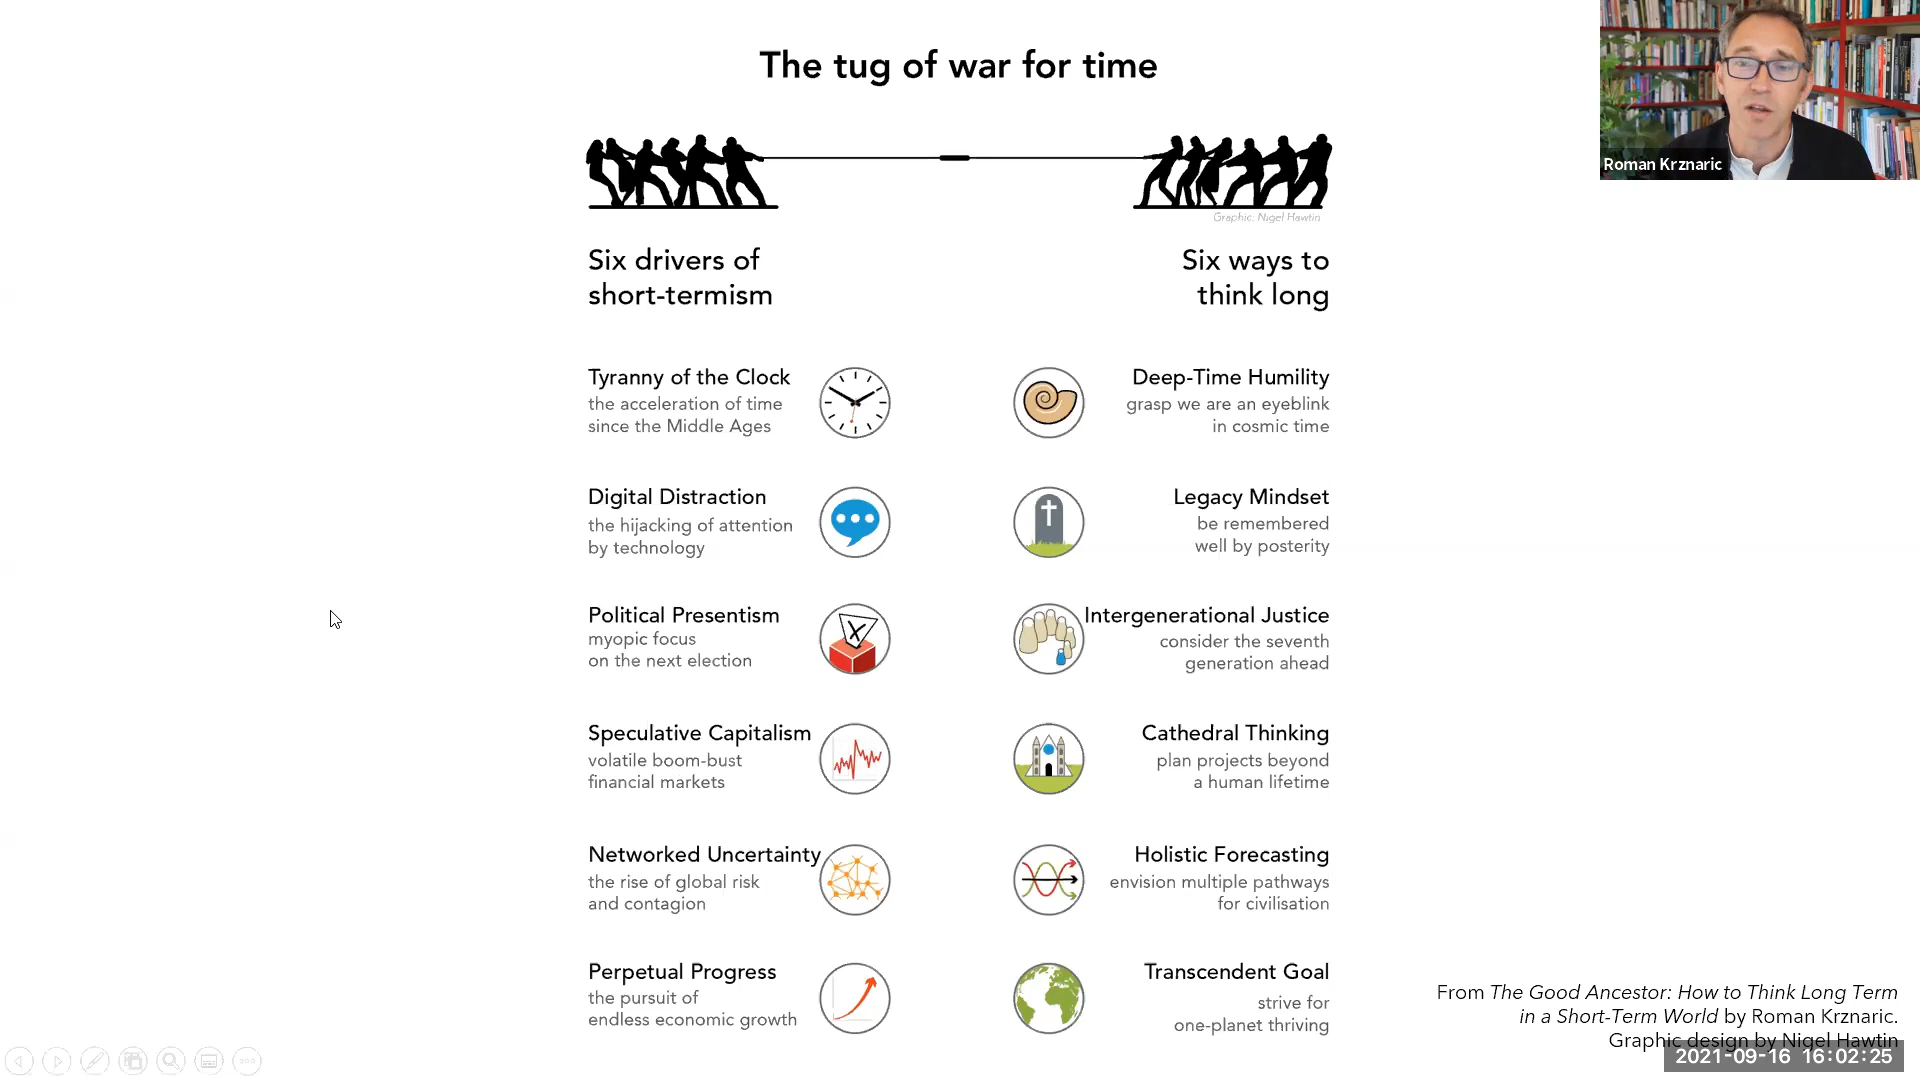 The tug of war for time
Roman Krznaric
Graphic: Nigel Hawtin
Six drivers of
short-termism
Six ways to
think long
Tyranny of the Clock
the acceleration of time
since the Middle Ages
Deep-Time Humility
grasp we are an eyeblink
in cosmic time
Digital Distraction
the hijacking of attention
by technology
Legacy Mindset
be remembered
well by posterity
Political Presentism
myopic focus
on the next election
X
Intergenerational Justice
consider the seventh
generation ahead
Speculative Capitalism
volatile boom-bust
financial markets
Cathedral Thinking
plan projects beyond
a human lifetime
Networked Uncertainty
the rise of global risk
and contagion
Holistic Forecasting
envision multiple pathways
for civilisation
Perpetual Progress
the pursuit of
endless economic growth
Transcendent Goal
strive for
one-planet thriving
From The Good Ancestor: How to Think Long Term
in a Short-Term World by Roman Krznaric.
Graphic design by Nigel Hawtin
2021-09-16 16:02:25